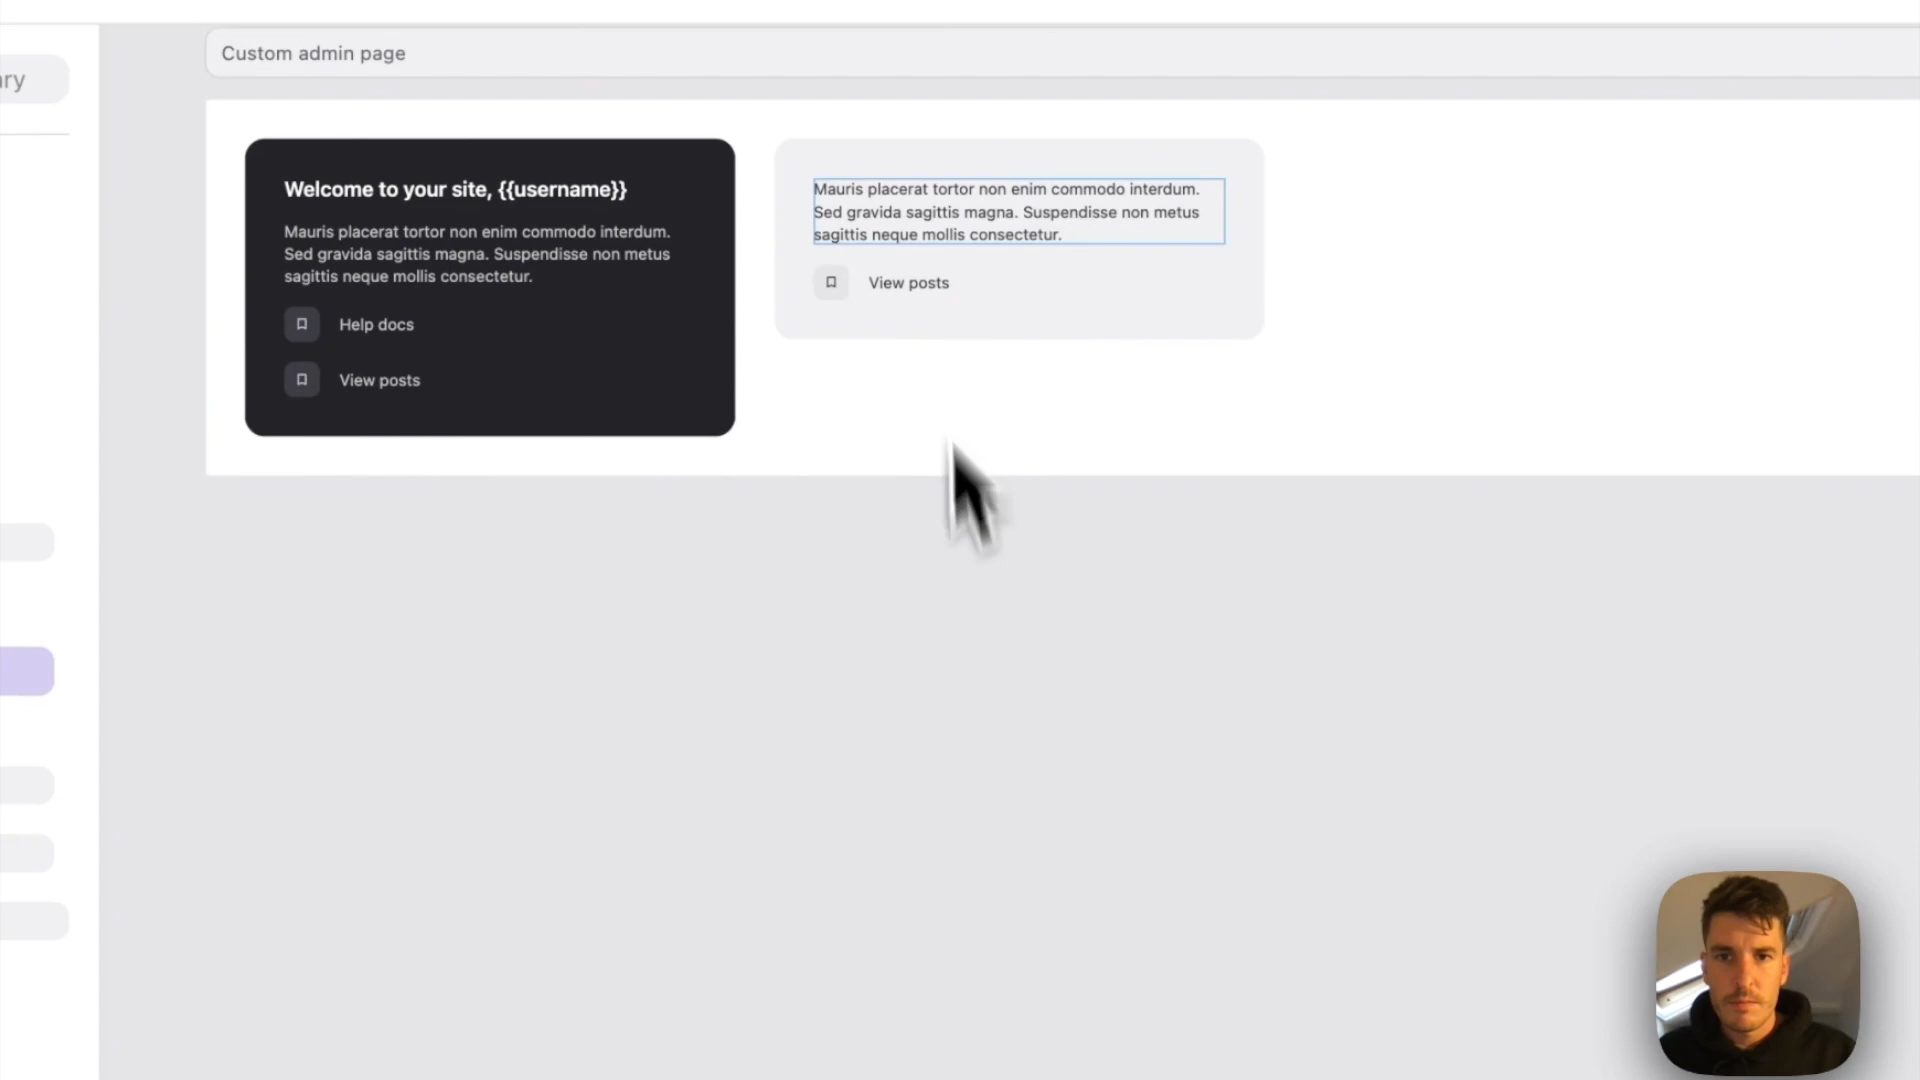 Custom admin page
ry
Welcome to your site, {{username}}
Mauris placerat tortor non enim commodo interdum.
Sed gravida sagittis magna. Suspendisse non metus
sagittis neque mollis consectetur.
Help docs
View posts
Mauris placerat tortor non enim commodo interdum.
Sed gravida sagittis magna. Suspendisse non metus
sagittis neque mollis consectetur.
View posts